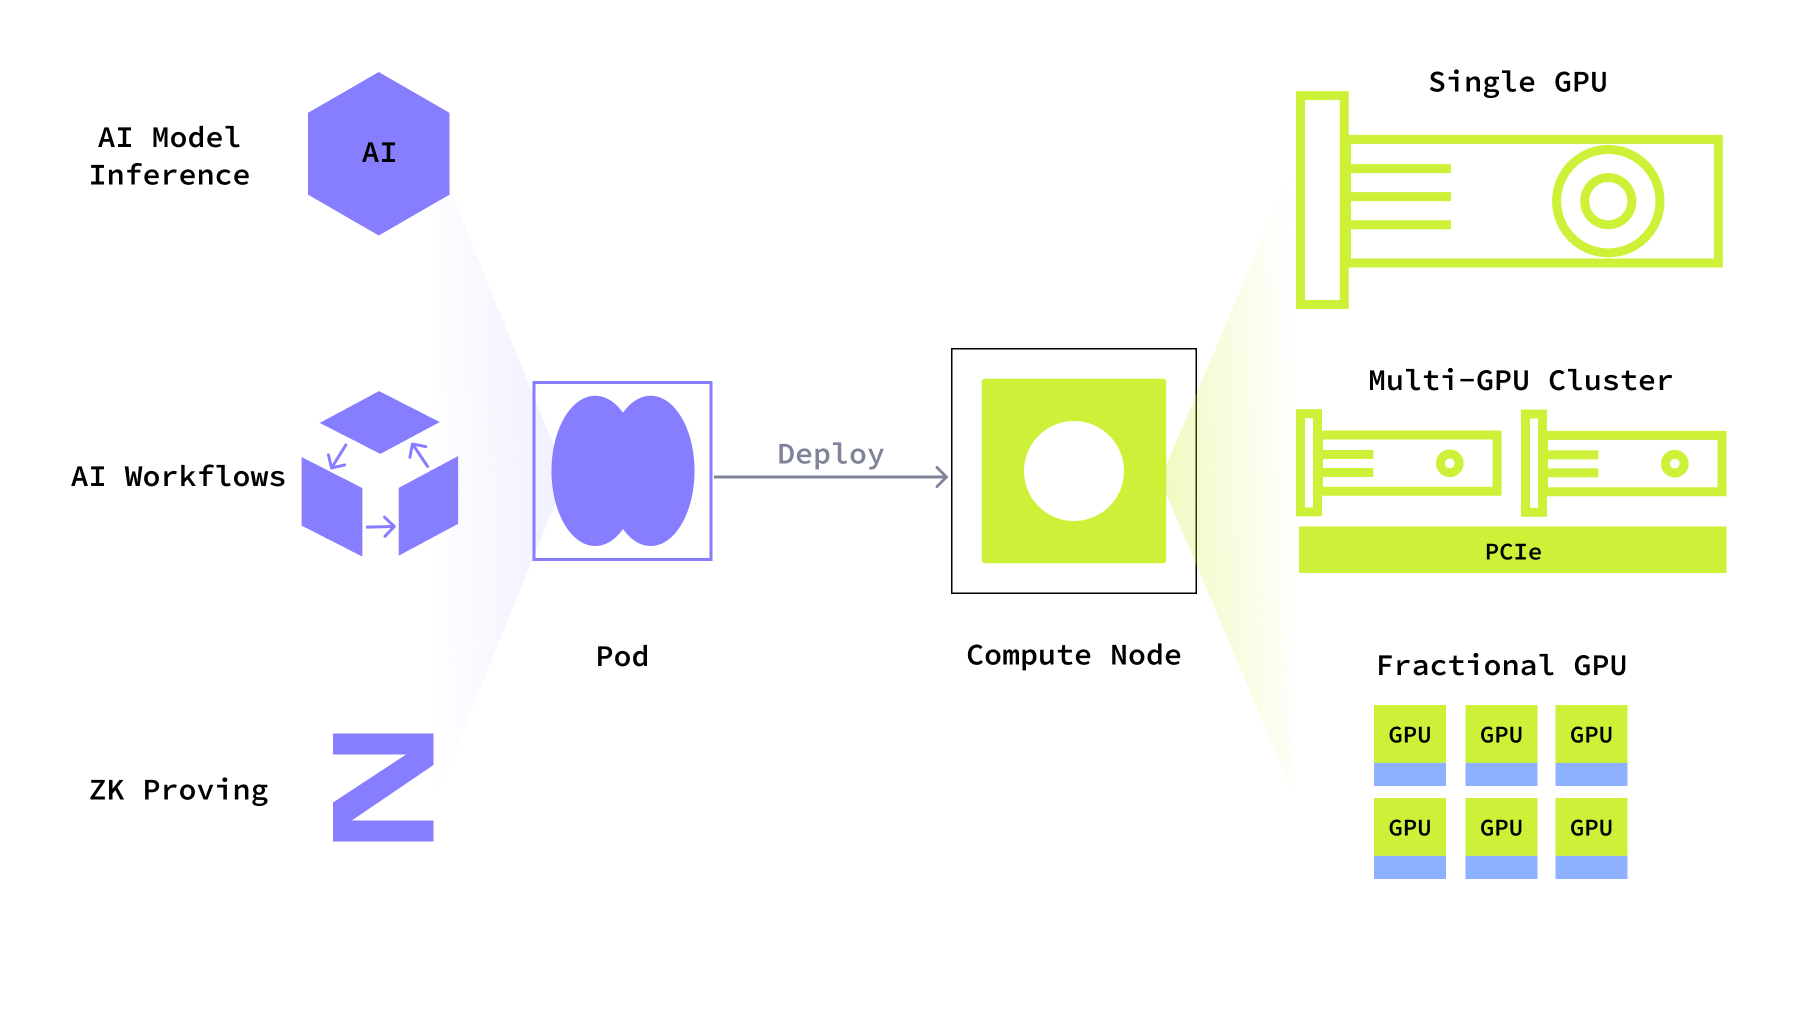 AI Model
Inference
AI
AI Workflows
ZK Proving
Pod
Deploy
Compute Node
Single GPU
Multi-GPU Cluster
PCIe
Fractional GPU
GPU GPU GPU
GPU GPU GPU